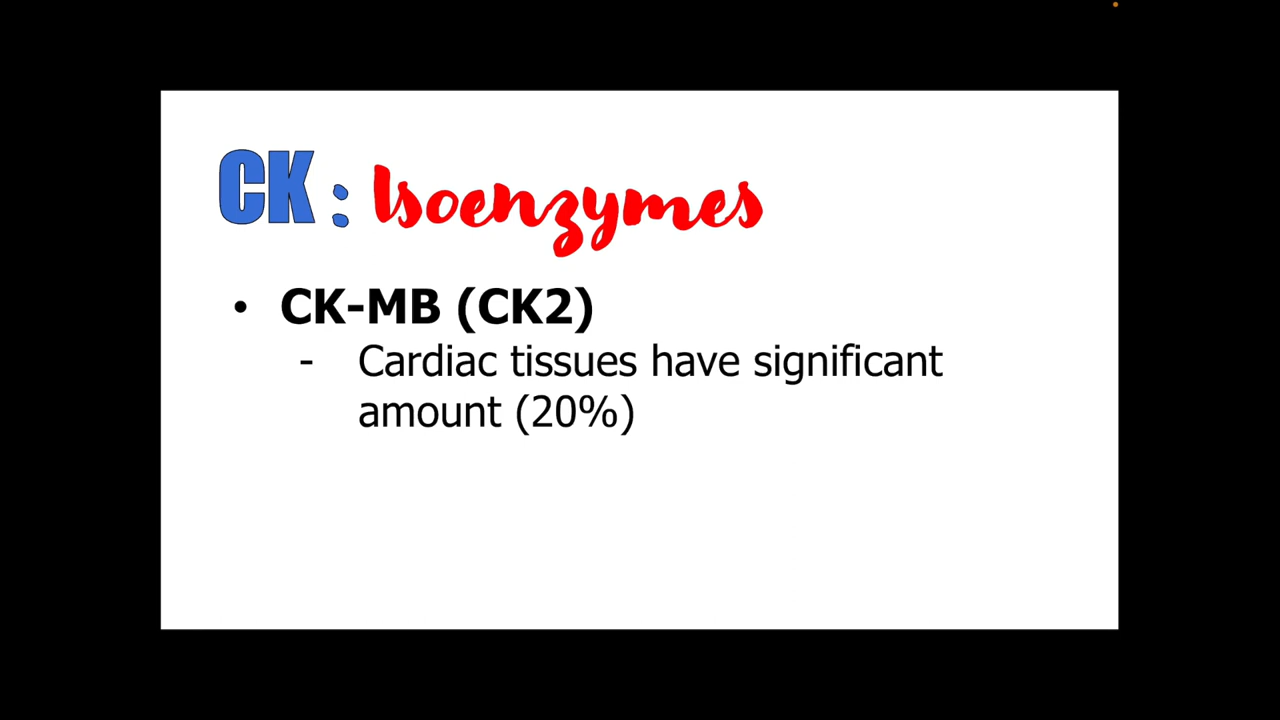 CK: Isoenzymes
• CK-MB (CK2)
- Cardiac tissues have significant
amount (20%)